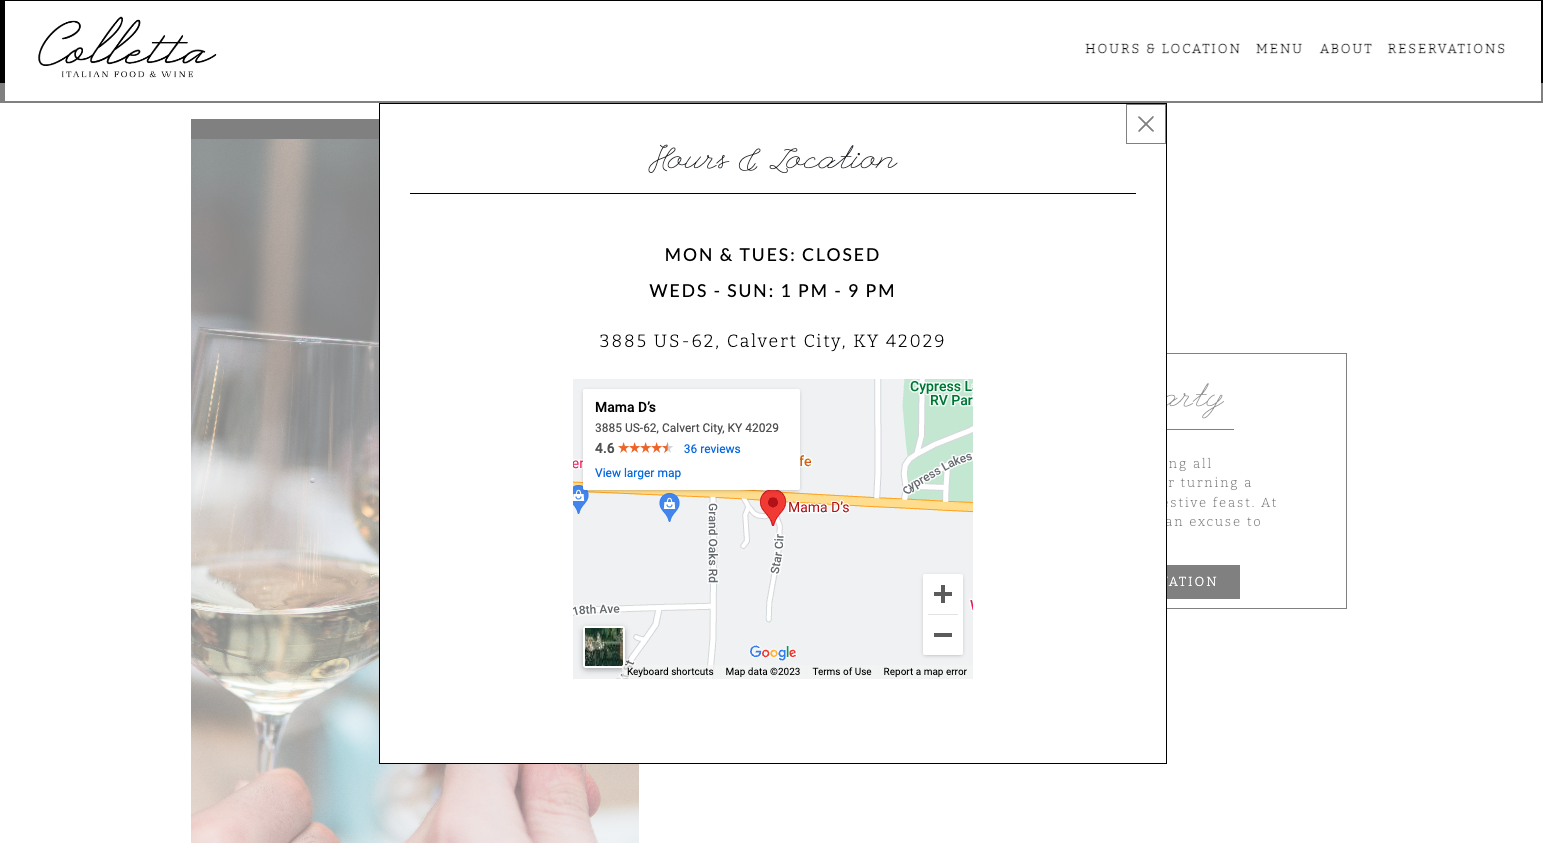 Colletta
ITALIAN FOOD & WINE
HOURS & LOCATION MENU ABOUT RESERVATIONS
Hours & Location
MON & TUES: CLOSED
WEDS - SUN: 1 PM - 9 PM
3885 US-62, Calvert City, KY 42029
Mama D's
3885 US-62, Calvert City, KY 42029
4.6 36 reviews
View larger map
Cypress L
RV Par
er
fe
Cypress Lakes
Mama D's
Grand Oaks Rd
Star Cir
18th Ave
Google
Keyboard shortcuts Map data ©2023 Terms of Use Report a map error
arty
ng all
r turning a
estive feast. At
an excuse to
ATION